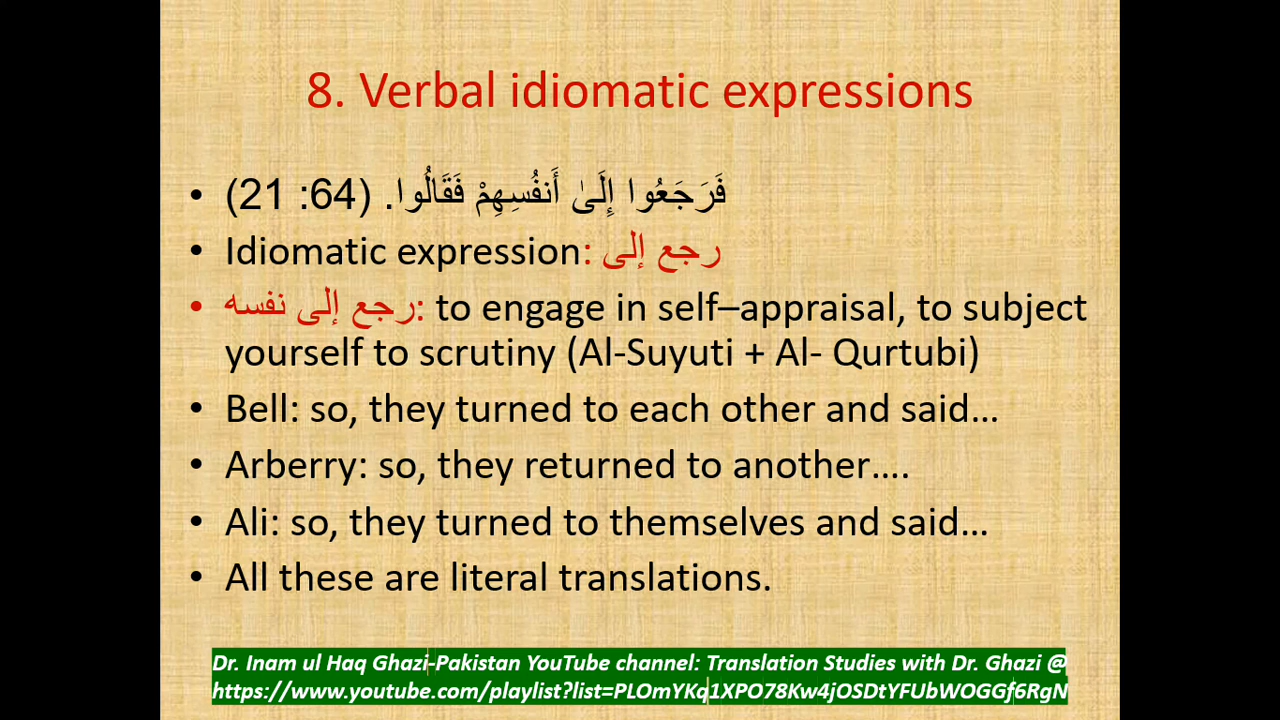 8. Verbal idiomatic expressions
• فَرَجَعُوا إِلَىٰ أَنفُسِهِمْ فَقَالُوا. (21 :64)
• Idiomatic expression: رجع إلى
• رجع إلى نفسه: to engage in self–appraisal, to subject
yourself to scrutiny (Al-Suyuti + Al- Qurtubi)
• Bell: so, they turned to each other and said…
• Arberry: so, they returned to another….
• Ali: so, they turned to themselves and said…
• All these are literal translations.
Dr. Inam ul Haq Ghazi-Pakistan YouTube channel: Translation Studies with Dr. Ghazi @
https://www.youtube.com/playlist?list=PLOmYKq1XPO78Kw4jOSDtYFUbWOGGf6RgN